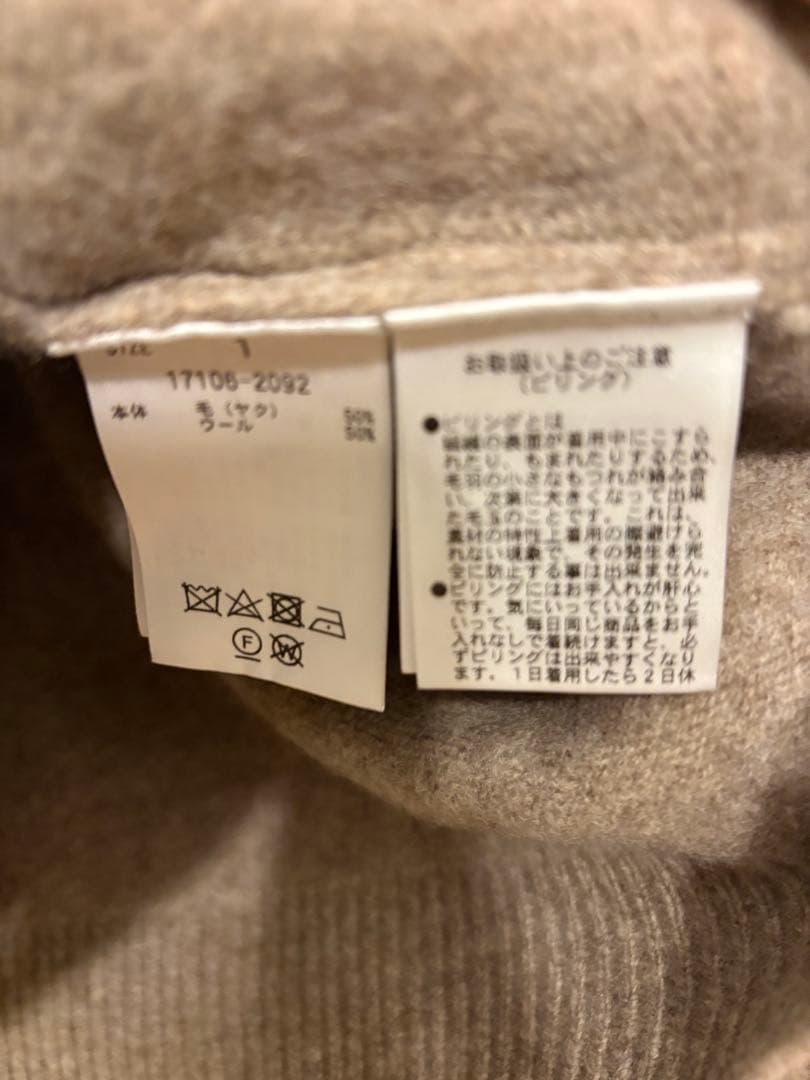 SIZE 1
17106-2092
本体 毛（ヤク） 50%
ウール 50%
F
W
お取扱い上のご注意
（ピリング）
●ピリングとは
繊維の表面が着用中にこすら
れたり、もまれたりするため、
毛羽の小さなもつれが絡み合
い、次第に大きくなって出来
た毛玉のことです。これは、
素材の特性上着用の際避けら
れない現象で、その発生を完
全に防止する事は出来ません。
●ピリングにはお手入れが肝心
です。気にいっているからと
いって、毎日同じ商品をお手
入れなしで着続けますと、必
ずピリングは出来やすくなり
ます。1日着用したら2日休